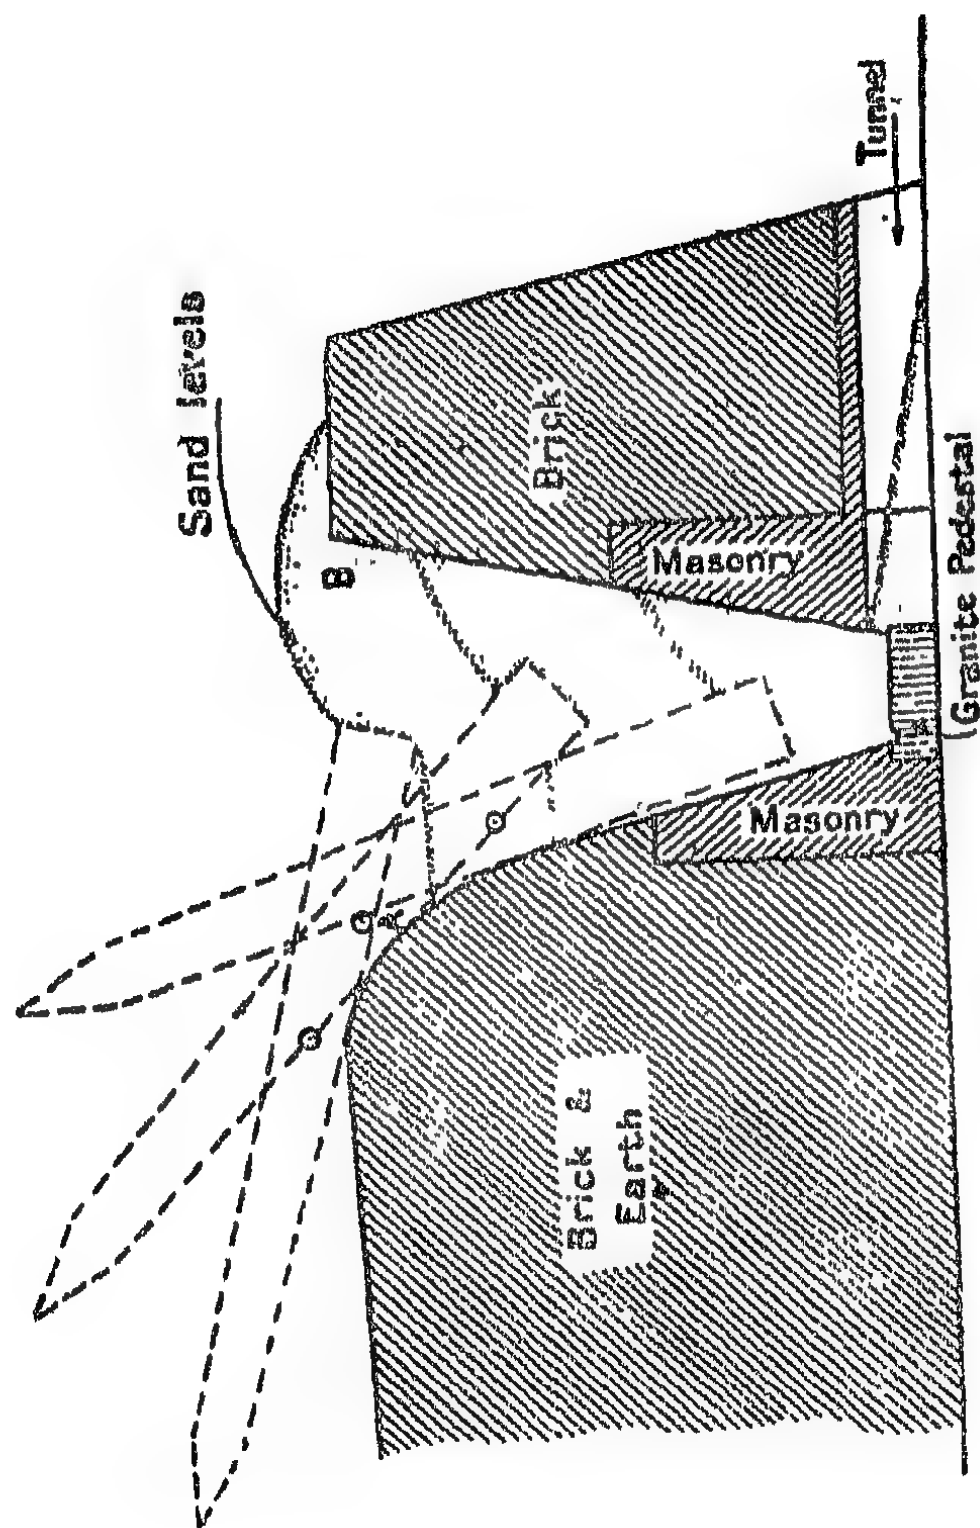 Sand levels
Tunnel
B
Brick
Masonry
(Granite Pedestal
Masonry
Brick &
Earth